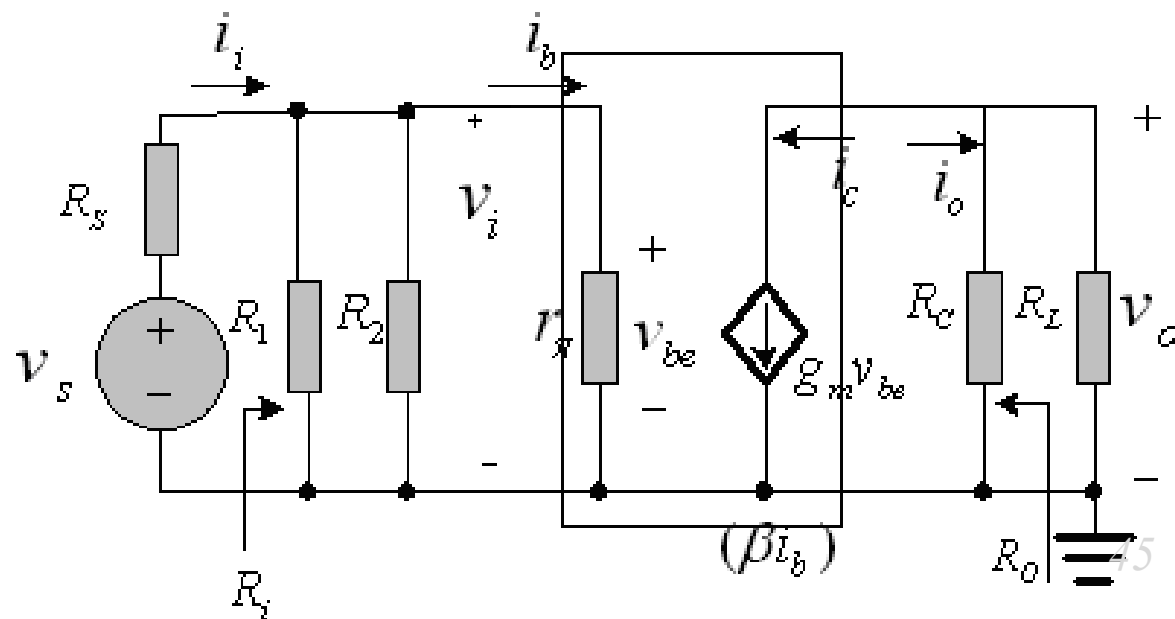 i_i
i_b
+
R_s
v_i
i_c
i_o
+
+
R_1
R_2
r_π
v_be
R_C
R_L
v_o
v_s
+
−
g_m v_be
−
-
−
(βi_b)
R_i
R_O
45